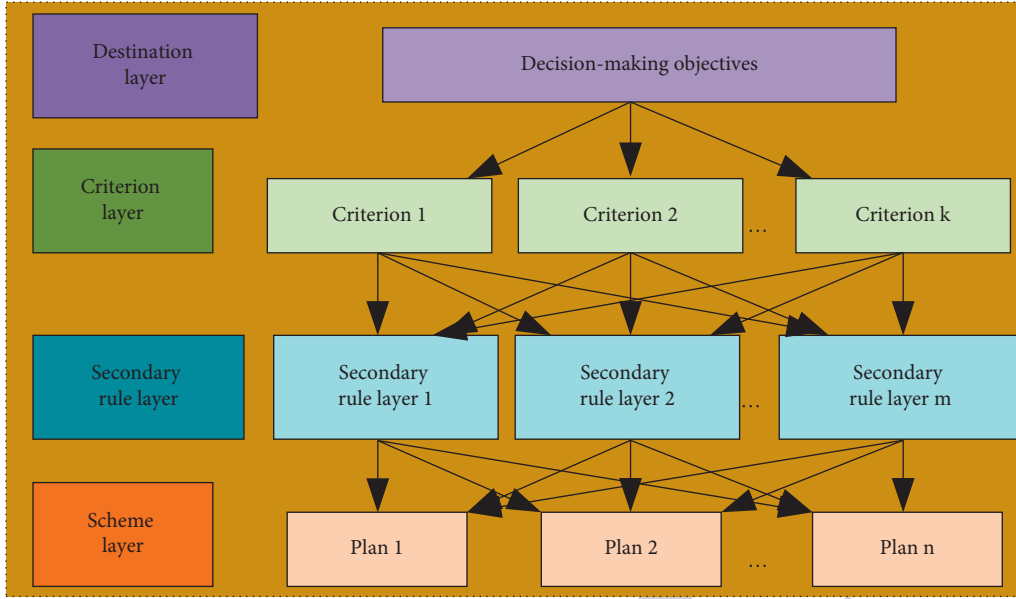 Destination
layer
Decision-making objectives
Criterion
layer
Criterion 1
Criterion 2
...
Criterion k
Secondary
rule layer
Secondary
rule layer 1
Secondary
rule layer 2
...
Secondary
rule layer m
Scheme
layer
Plan 1
Plan 2
...
Plan n